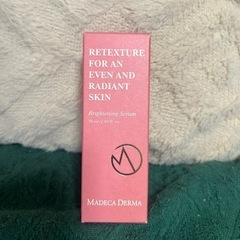 RETEXTURE
FOR AN
EVEN AND
RADIANT
SKIN
Brightening Serum
MADECA DERMA